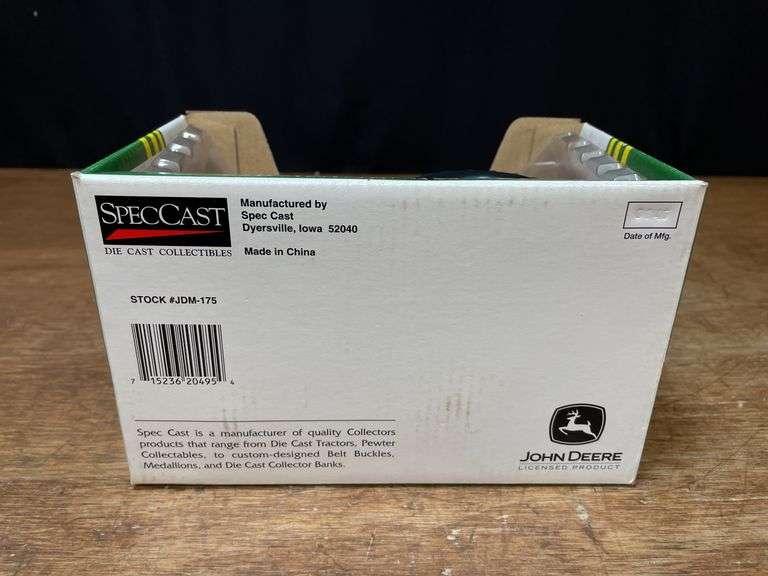 SPECCAST
DIE CAST COLLECTIBLES
Manufactured by
Spec Cast
Dyersville, Iowa 52040
Made in China
Date of Mfg.
STOCK #JDM-175
7 15236 20495 4
Spec Cast is a manufacturer of quality Collectors
products that range from Die Cast Tractors, Pewter
Collectables, to custom-designed Belt Buckles,
Medallions, and Die Cast Collector Banks.
JOHN DEERE
LICENSED PRODUCT